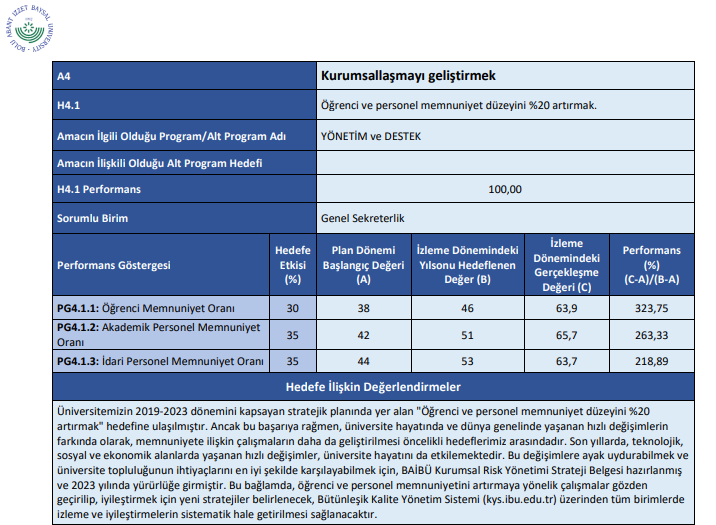 BOLU ABANT IZZET BAYSAL UNIVERSITY
A4 Kurumsallaşmayı geliştirmek
H4.1 Öğrenci ve personel memnuniyet düzeyini %20 artırmak.
Amacın İlgili Olduğu Program/Alt Program Adı YÖNETİM ve DESTEK
Amacın İlişkili Olduğu Alt Program Hedefi
H4.1 Performans 100,00
Sorumlu Birim Genel Sekreterlik
Performans Göstergesi
Hedefe
Etkisi
(%)
Plan Dönemi
Başlangıç Değeri
(A)
İzleme Dönemindeki
Yılsonu Hedeflenen
Değer (B)
İzleme
Dönemindeki
Gerçekleşme
Değeri (C)
Performans
(%)
(C-A)/(B-A)
PG4.1.1: Öğrenci Memnuniyet Oranı 30 38 46 63,9 323,75
PG4.1.2: Akademik Personel Memnuniyet
Oranı 35 42 51 65,7 263,33
PG4.1.3: İdari Personel Memnuniyet Oranı 35 44 53 63,7 218,89
Hedefe İlişkin Değerlendirmeler
Üniversitemizin 2019-2023 dönemini kapsayan stratejik planında yer alan "Öğrenci ve personel memnuniyet düzeyini %20
artırmak" hedefine ulaşılmıştır. Ancak bu başarıya rağmen, üniversite hayatında ve dünya genelinde yaşanan hızlı değişimlerin
farkında olarak, memnuniyete ilişkin çalışmaların daha da geliştirilmesi öncelikli hedeflerimiz arasındadır. Son yıllarda, teknolojik,
sosyal ve ekonomik alanlarda yaşanan hızlı değişimler, üniversite hayatını da etkilemektedir. Bu değişimlere ayak uydurabilmek ve
üniversite topluluğunun ihtiyaçlarını en iyi şekilde karşılayabilmek için, BAİBÜ Kurumsal Risk Yönetimi Strateji Belgesi hazırlanmış
ve 2023 yılında yürürlüğe girmiştir. Bu bağlamda, öğrenci ve personel memnuniyetini artırmaya yönelik çalışmalar gözden
geçirilip, iyileştirmek için yeni stratejiler belirlenecek, Bütünleşik Kalite Yönetim Sistemi (kys.ibu.edu.tr) üzerinden tüm birimlerde
izleme ve iyileştirmelerin sistematik hale getirilmesi sağlanacaktır.